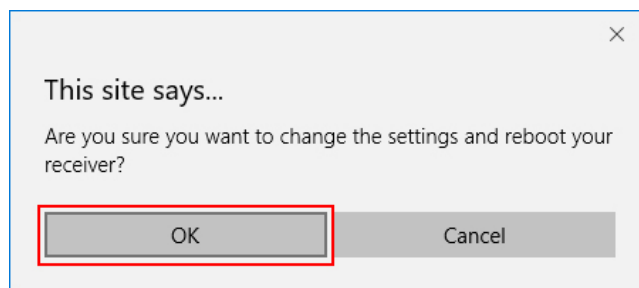 This site says...
Are you sure you want to change the settings and reboot your
receiver?
OK
Cancel